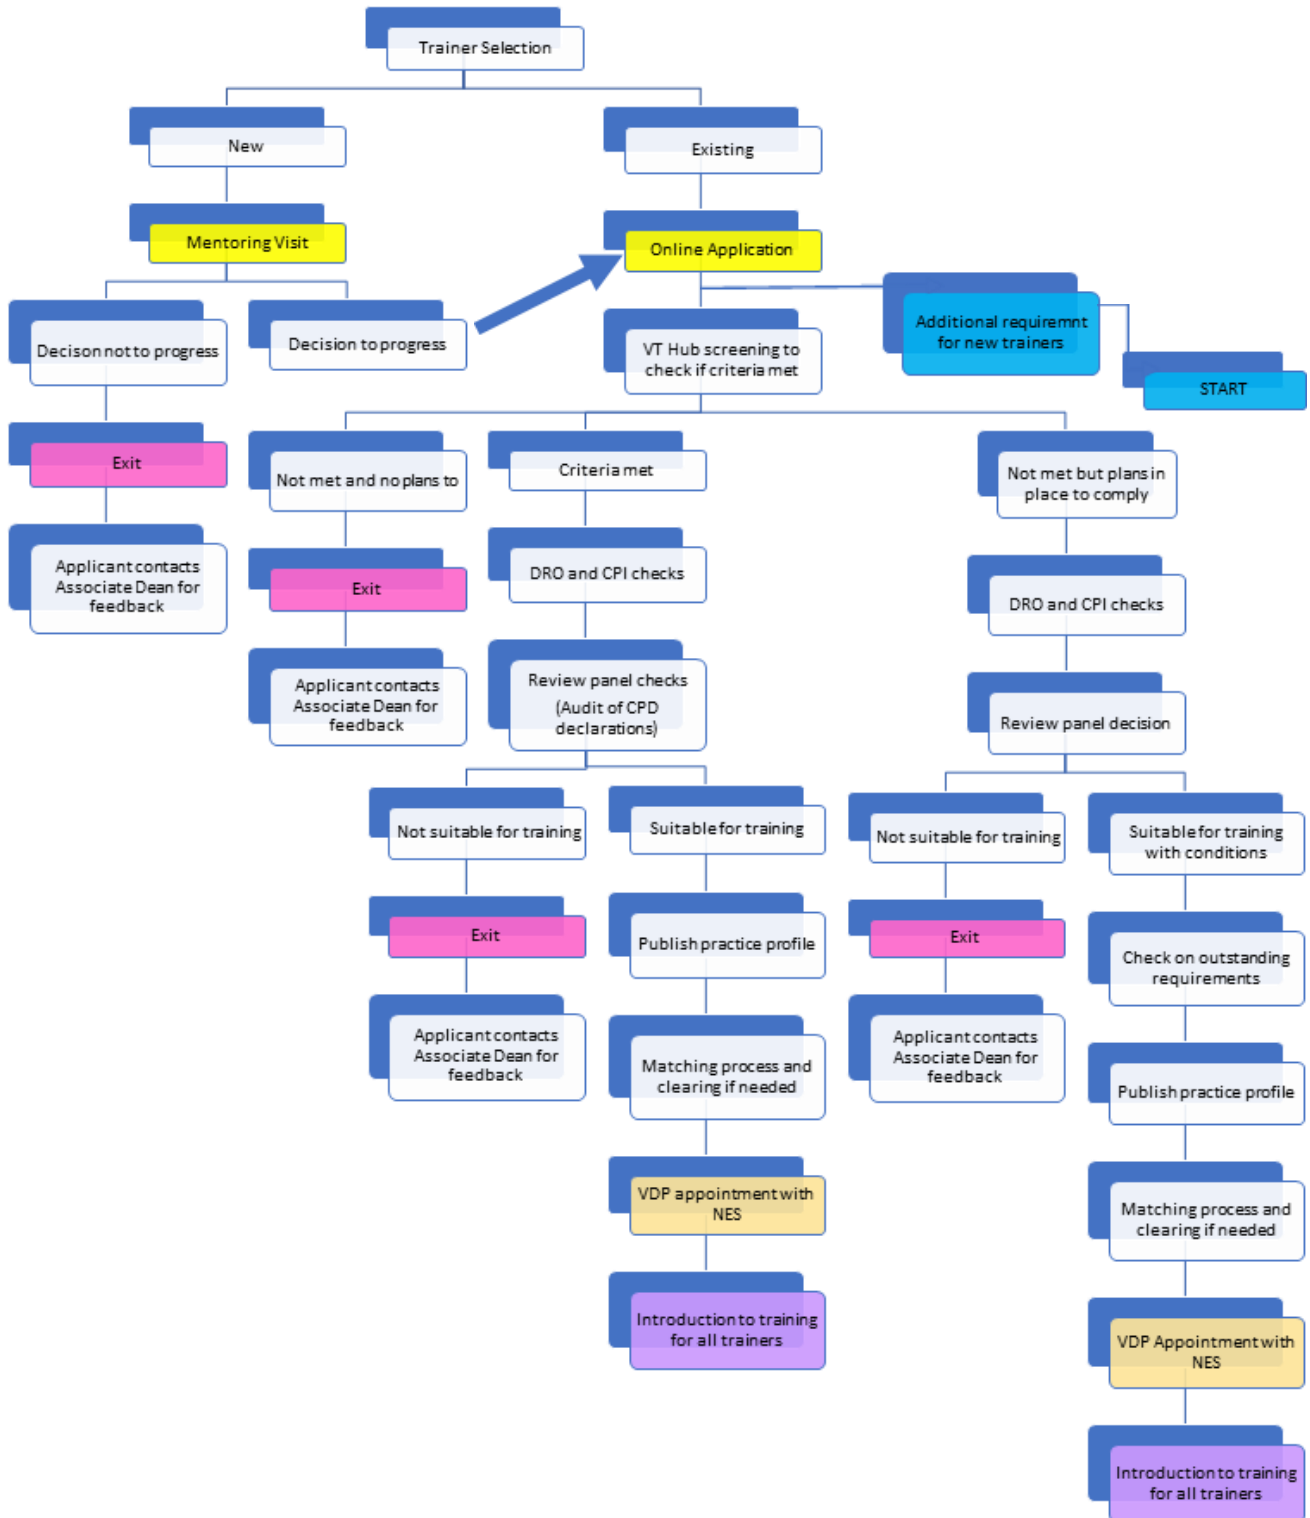 Trainer Selection
New
Existing
Mentoring Visit
Online Application
Decison not to progress
Decision to progress
VT Hub screening to
check if criteria met
Additional requiremnt
for new trainers
START
Exit
Not met and no plans to
Criteria met
Not met but plans in
place to comply
Applicant contacts
Associate Dean for
feedback
Exit
DRO and CPI checks
DRO and CPI checks
Applicant contacts
Associate Dean for
feedback
Review panel checks
(Audit of CPD
declarations)
Review panel decision
Not suitable for training
Suitable for training
Not suitable for training
Suitable for training
with conditions
Exit
Publish practice profile
Exit
Check on outstanding
requirements
Applicant contacts
Associate Dean for
feedback
Matching process and
clearing if needed
Applicant contacts
Associate Dean for
feedback
Publish practice profile
VDP appointment with
NES
Matching process and
clearing if needed
Introduction to training
for all trainers
VDP Appointment with
NES
Introduction to training
for all trainers